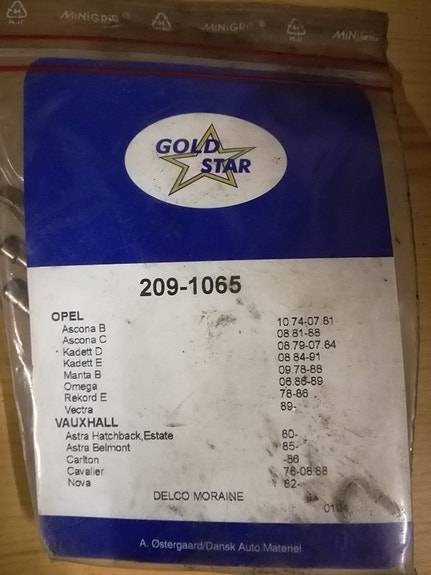 MiNiGRiP MiNiGRiP MiNiGRiP
GOLD
STAR
209-1065
OPEL
Ascona B 10.74-07.81
Ascona C 08.81-88
Kadett D 08.79-07.84
Kadett E 08.84-91
Manta B 09.78-88
Omega 08.86-89
Rekord E 78-86
Vectra 89-
VAUXHALL
Astra Hatchback,Estate 80-
Astra Belmont 85-
Carlton -86
Cavalier 76-08.88
Nova 82-
DELCO MORAINE
A. Østergaard/Dansk Auto Materiel